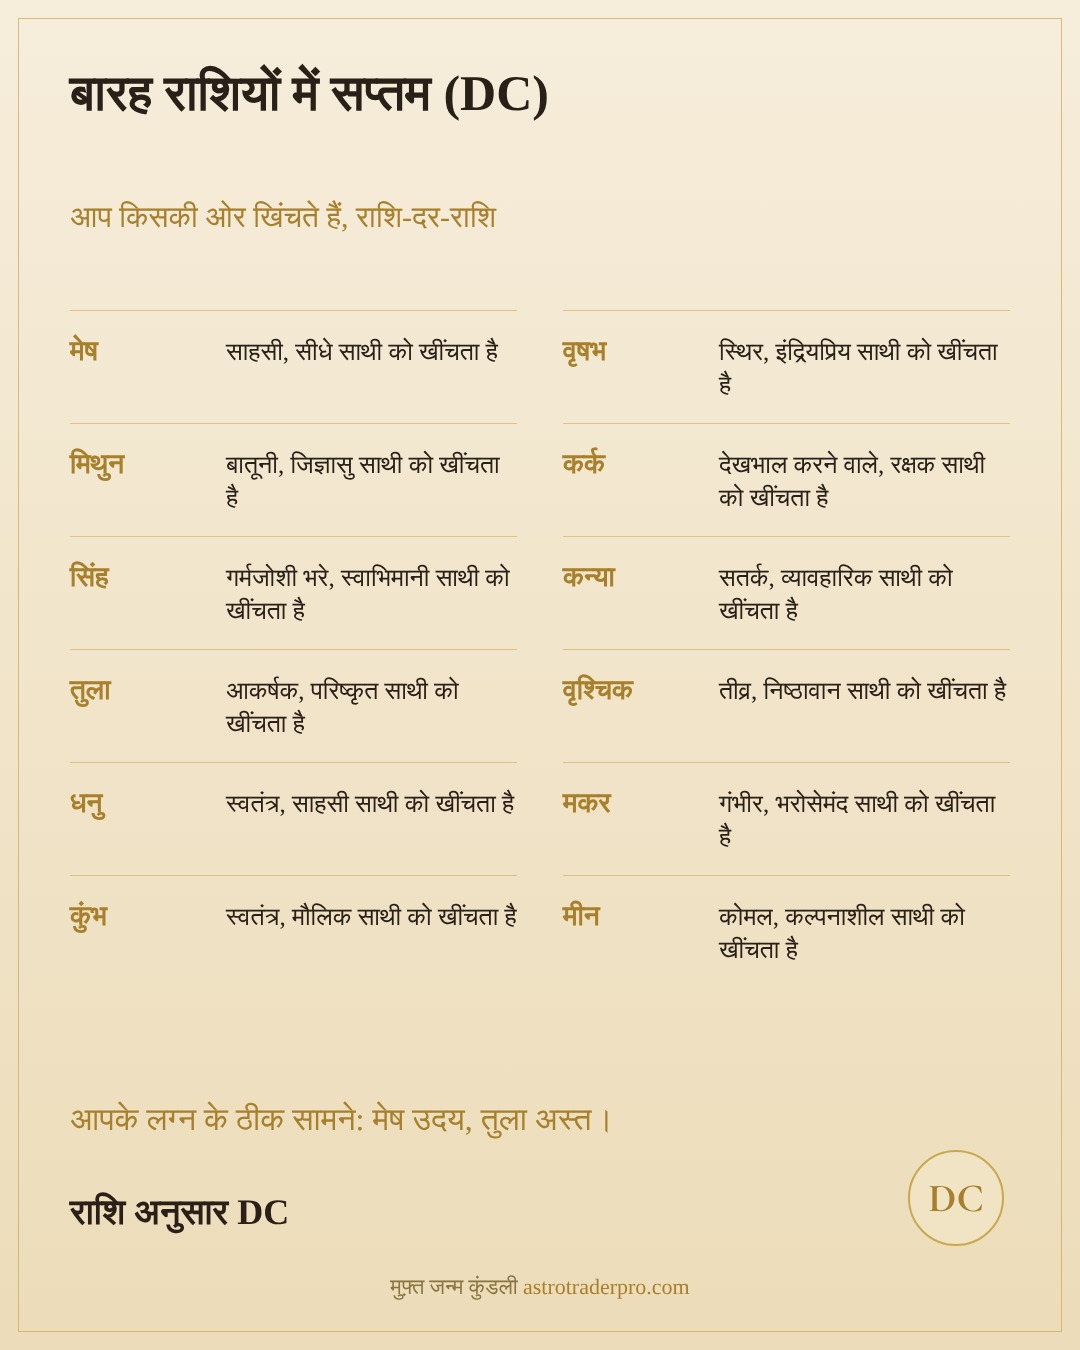 बारह राशियों में सप्तम (DC)
आप किसकी ओर खिंचते हैं, राशि-दर-राशि
मेष
साहसी, सीधे साथी को खींचता है
वृषभ
स्थिर, इंद्रियप्रिय साथी को खींचता
है
मिथुन
बातूनी, जिज्ञासु साथी को खींचता
है
कर्क
देखभाल करने वाले, रक्षक साथी
को खींचता है
सिंह
गर्मजोशी भरे, स्वाभिमानी साथी को
खींचता है
कन्या
सतर्क, व्यावहारिक साथी को
खींचता है
तुला
आकर्षक, परिष्कृत साथी को
खींचता है
वृश्चिक
तीव्र, निष्ठावान साथी को खींचता है
धनु
स्वतंत्र, साहसी साथी को खींचता है
मकर
गंभीर, भरोसेमंद साथी को खींचता
है
कुंभ
स्वतंत्र, मौलिक साथी को खींचता है
मीन
कोमल, कल्पनाशील साथी को
खींचता है
आपके लग्न के ठीक सामने: मेष उदय, तुला अस्त।
राशि अनुसार DC
DC
मुफ़्त जन्म कुंडली astrotraderpro.com